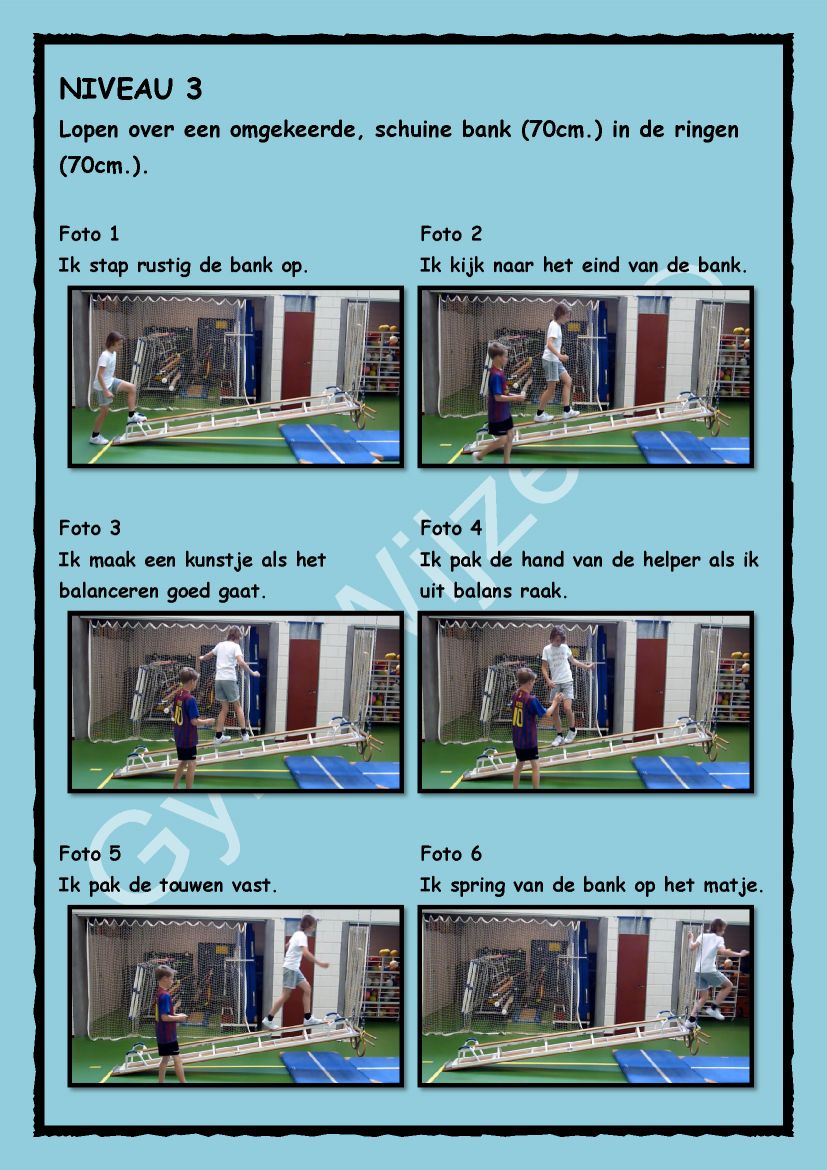 NIVEAU 3
Lopen over een omgekeerde, schuine bank (70cm.) in de ringen
(70cm.).
Foto 1
Ik stap rustig de bank op.
Foto 2
Ik kijk naar het eind van de bank.
Foto 3
Ik maak een kunstje als het
balanceren goed gaat.
Foto 4
Ik pak de hand van de helper als ik
uit balans raak.
10
10
Foto 5
Ik pak de touwen vast.
Foto 6
Ik spring van de bank op het matje.